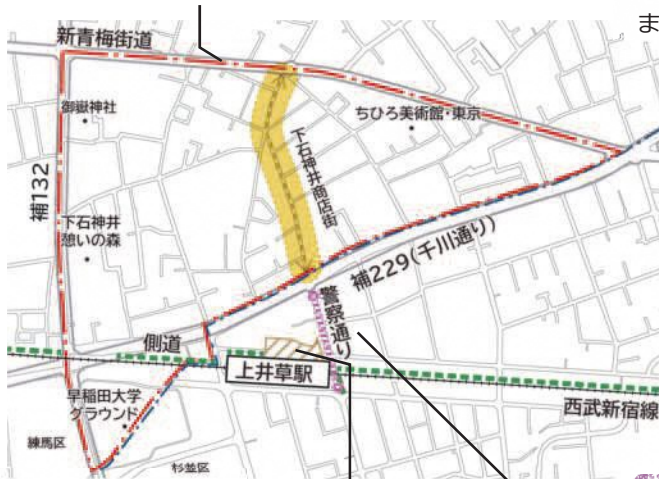 ま
新青梅街道
御嶽神社
ちひろ美術館・東京
下石神井商店街
補132
下石神井
憩いの森
補229(千川通り)
警察通り
側道
上井草駅
西武新宿線
早稲田大学
グラウンド
練馬区
杉並区